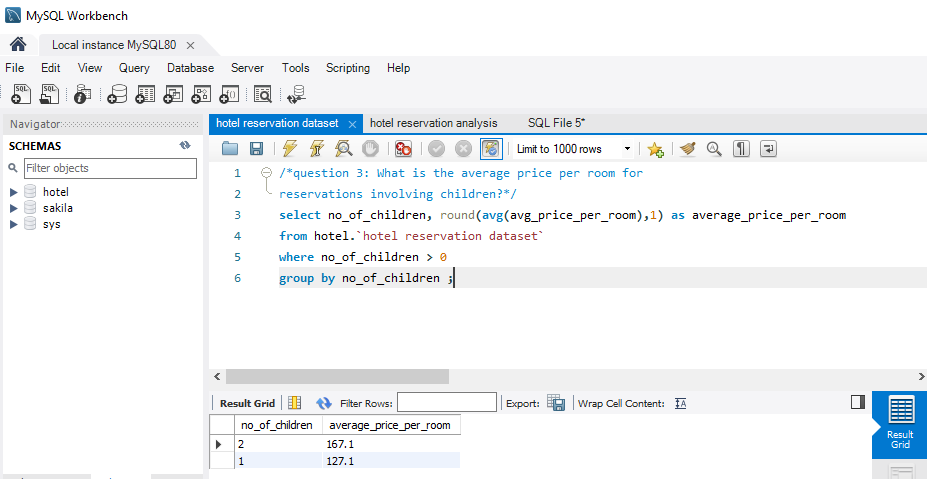 MySQL Workbench
Local instance MySQL80
File Edit View Query Database Server Tools Scripting Help
Navigator
SCHEMAS
Filter objects
hotel
sakila
sys
hotel reservation dataset
hotel reservation analysis
SQL File 5*
Limit to 1000 rows
1 /*question 3: What is the average price per room for
2 reservations involving children?*/
3 select no_of_children, round(avg(avg_price_per_room),1) as average_price_per_room
4 from hotel.`hotel reservation dataset`
5 where no_of_children > 0
6 group by no_of_children ;
Result Grid Filter Rows: Export: Wrap Cell Content: IA
no_of_children average_price_per_room
2 167.1
1 127.1
Result
Grid